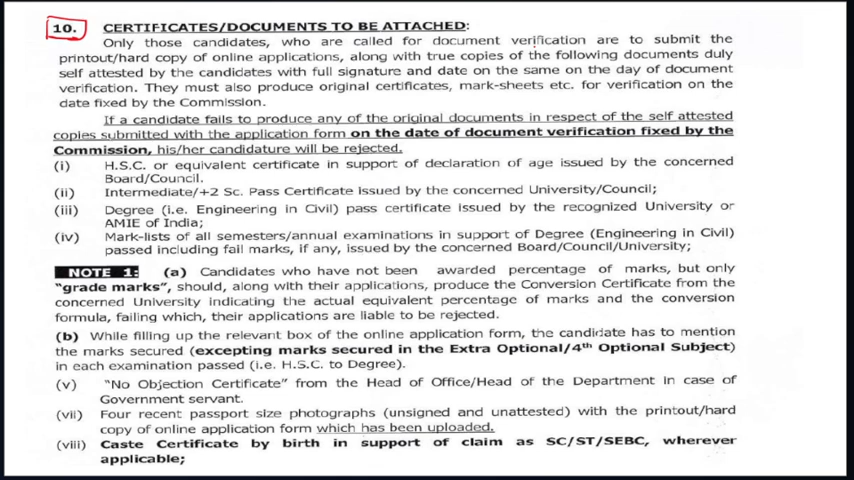 10. CERTIFICATES/DOCUMENTS TO BE ATTACHED:
Only those candidates, who are called for document verification are to submit the
printout/hard copy of online applications, along with true copies of the following documents duly
self attested by the candidates with full signature and date on the same on the day of document
verification. They must also produce original certificates, mark-sheets etc. for verification on the
date fixed by the Commission.
If a candidate fails to produce any of the original documents in respect of the self attested
copies submitted with the application form on the date of document verification fixed by the
Commission, his/her candidature will be rejected.
(i) H.S.C. or equivalent certificate in support of declaration of age issued by the concerned
Board/Council.
(ii) Intermediate/+2 Sc. Pass Certificate issued by the concerned University/Council;
(iii) Degree (i.e. Engineering in Civil) pass certificate issued by the recognized University or
AMIE of India;
(iv) Mark-lists of all semesters/annual examinations in support of Degree (Engineering in Civil)
passed including fail marks, if any, issued by the concerned Board/Council/University;
NOTE 1: (a) Candidates who have not been awarded percentage of marks, but only
"grade marks", should, along with their applications, produce the Conversion Certificate from the
concerned University indicating the actual equivalent percentage of marks and the conversion
formula, failing which, their applications are liable to be rejected.
(b) While filling up the relevant box of the online application form, the candidate has to mention
the marks secured (excepting marks secured in the Extra Optional/4th Optional Subject)
in each examination passed (i.e. H.S.C. to Degree).
(v) "No Objection Certificate" from the Head of Office/Head of the Department in case of
Government servant.
(vii) Four recent passport size photographs (unsigned and unattested) with the printout/hard
copy of online application form which has been uploaded.
(viii) Caste Certificate by birth in support of claim as SC/ST/SEBC, wherever
applicable;